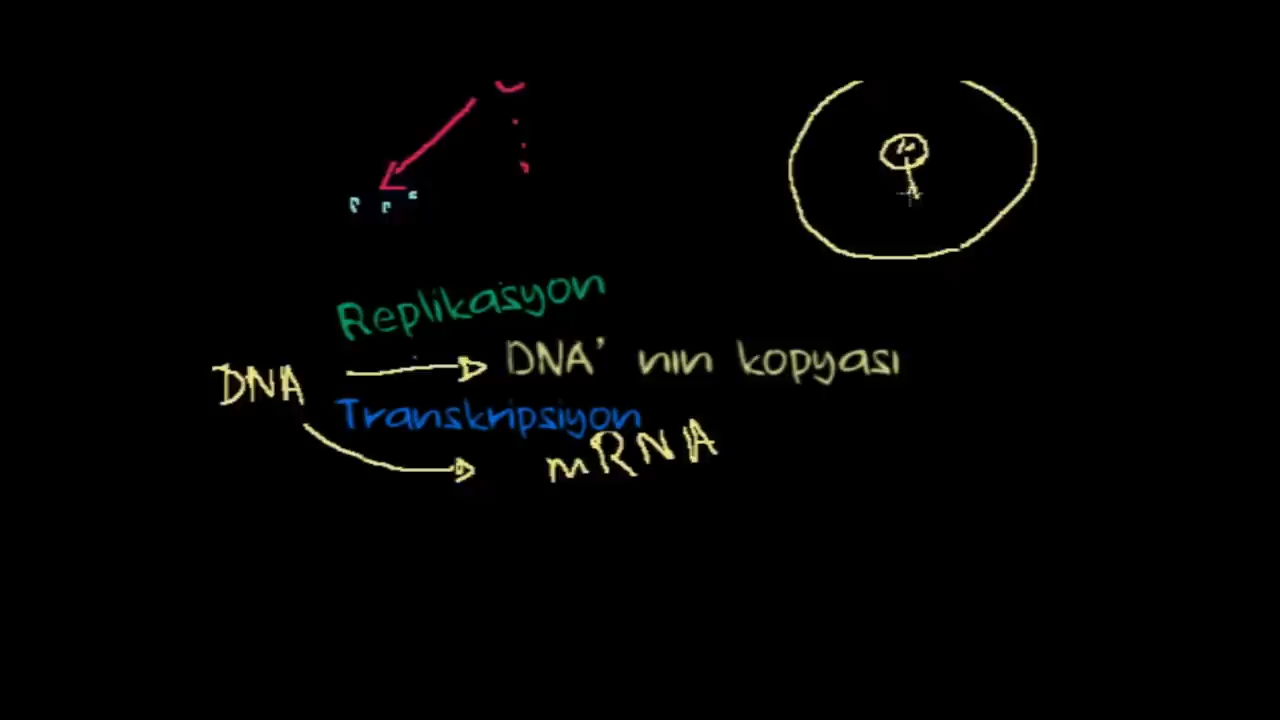 Replikasyon
DNA DNA' nın kopyası
Transkripsiyon
mRNA